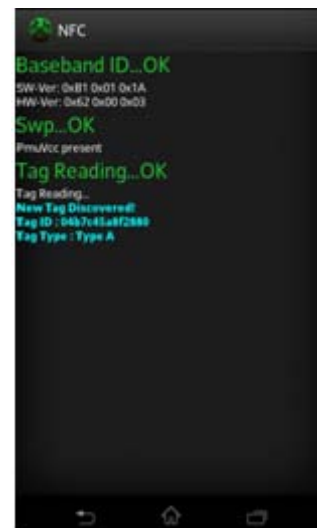 NFC
Baseband ID...OK
SW-Ver: 0xB1 0x01 0x1A
HW-Ver: 0x62 0x00 0x03
Swp...OK
PmuVcc present
Tag Reading...OK
Tag Reading...
New Tag Discovered!
Tag ID : 04b7c45a8f2880
Tag Type : Type A